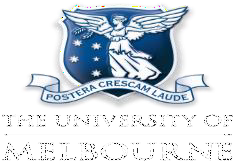 POSTERA CRESCAM LAUDE
THE UNIVERSITY OF
MELBOURNE